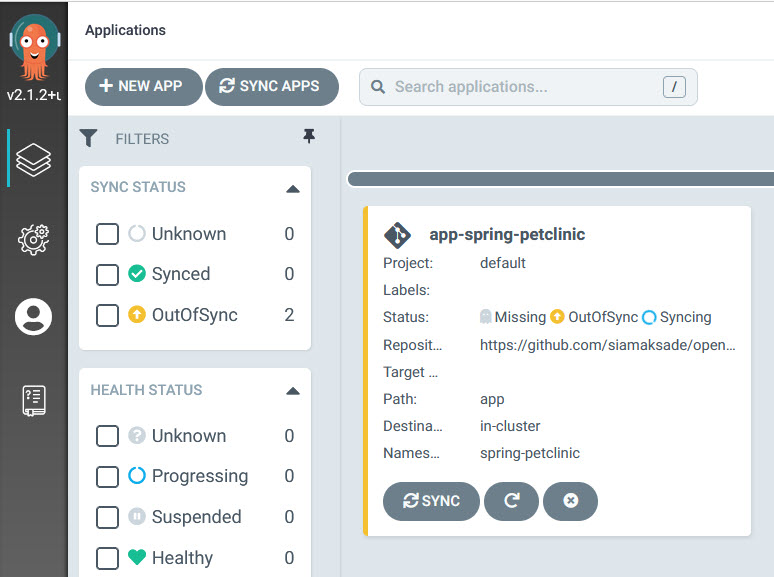 Applications
v2.1.2+u
NEW APP
SYNC APPS
Search applications...
/
FILTERS
SYNC STATUS
Unknown 0
Synced 0
OutOfSync 2
HEALTH STATUS
Unknown 0
Progressing 0
Suspended 0
Healthy 0
app-spring-petclinic
Project: default
Labels:
Status: Missing OutOfSync Syncing
Reposit... https://github.com/siamaksade/open...
Target ...
Path: app
Destina... in-cluster
Names... spring-petclinic
SYNC